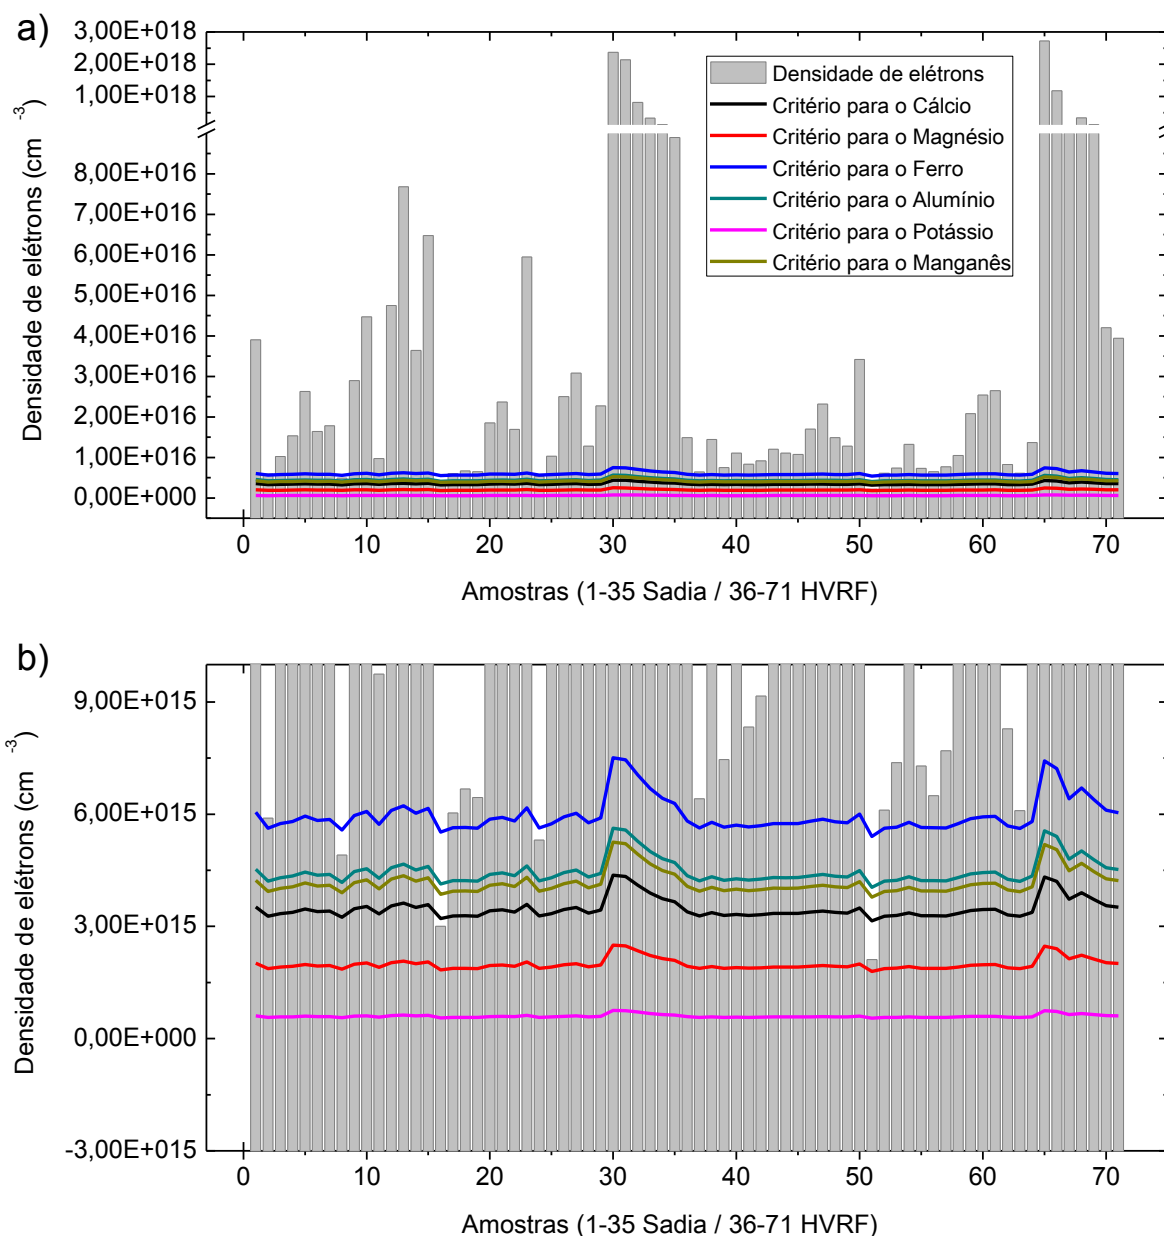 a)
3,00E+018
2,00E+018
1,00E+018
8,00E+016
7,00E+016
6,00E+016
5,00E+016
4,00E+016
3,00E+016
2,00E+016
1,00E+016
0,00E+000
Densidade de elétrons (cm -3)
Densidade de elétrons
Critério para o Cálcio
Critério para o Magnésio
Critério para o Ferro
Critério para o Alumínio
Critério para o Potássio
Critério para o Manganês
0 10 20 30 40 50 60 70
Amostras (1-35 Sadia / 36-71 HVRF)
b)
9,00E+015
6,00E+015
3,00E+015
0,00E+000
-3,00E+015
Densidade de elétrons (cm -3)
0 10 20 30 40 50 60 70
Amostras (1-35 Sadia / 36-71 HVRF)